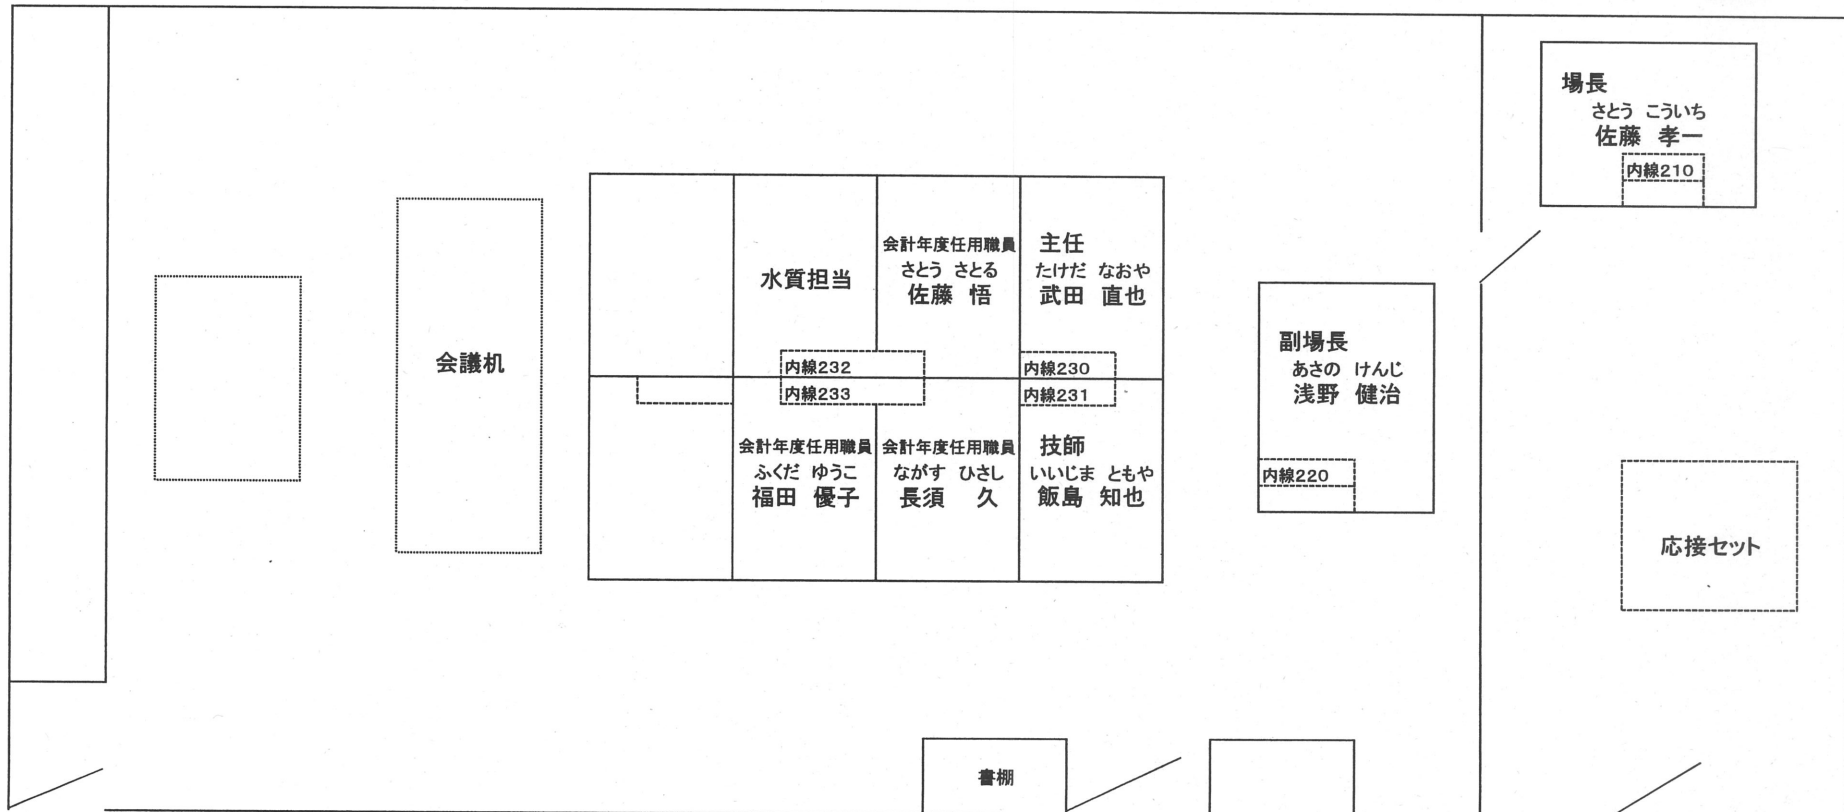 場長
さとう こういち
佐藤 孝一
内線210
会計年度任用職員
さとう さとる
佐藤 悟
主任
たけだ なおや
武田 直也
水質担当
会議机
内線232
内線230
内線233
内線231
副場長
あさの けんじ
浅野 健治
内線220
会計年度任用職員
ふくだ ゆうこ
福田 優子
会計年度任用職員
ながす ひさし
長須 久
技師
いいじま ともや
飯島 知也
応接セット
書棚